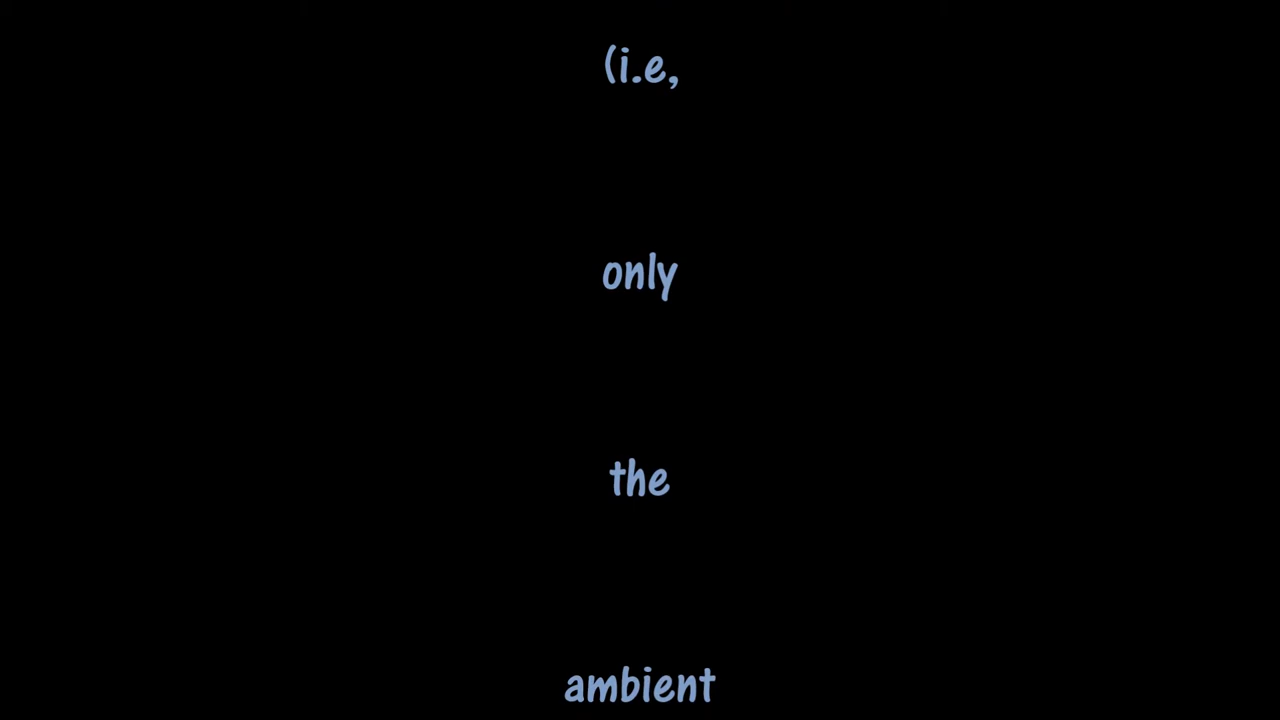 (i.e,
only
the
ambient